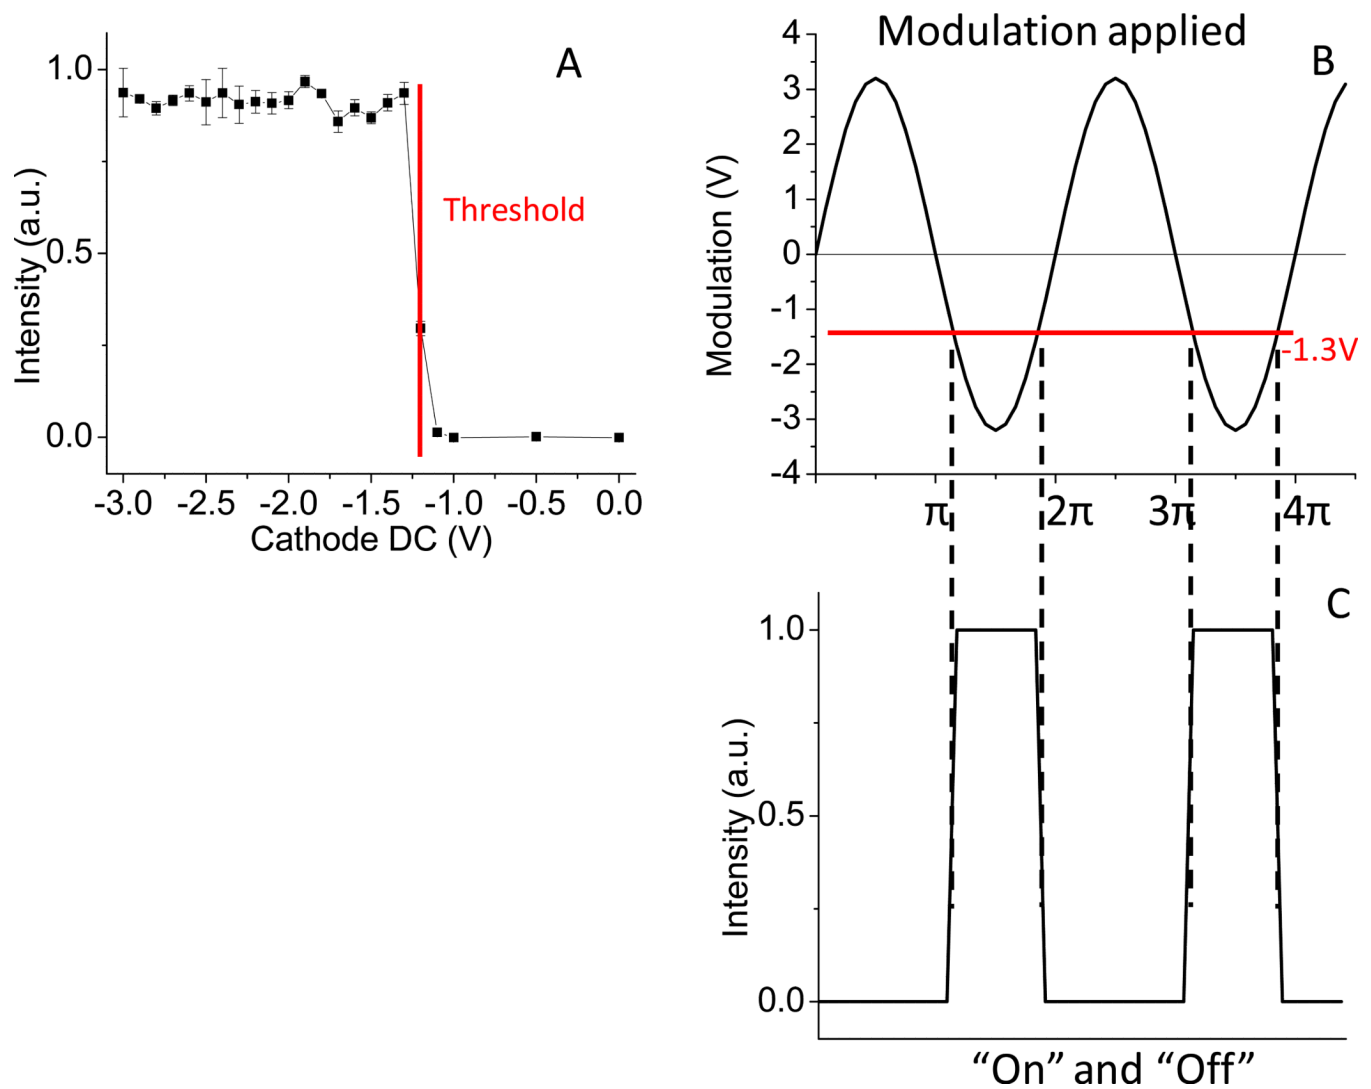 A
1.0
0.5
0.0
Intensity (a.u.)
Threshold
-3.0 -2.5 -2.0 -1.5 -1.0 -0.5 0.0
Cathode DC (V)
Modulation applied
B
4
3
2
1
0
-1
-2
-3
-4
Modulation (V)
-1.3V
π 2π 3π 4π
C
1.0
0.5
0.0
Intensity (a.u.)
“On” and “Off”